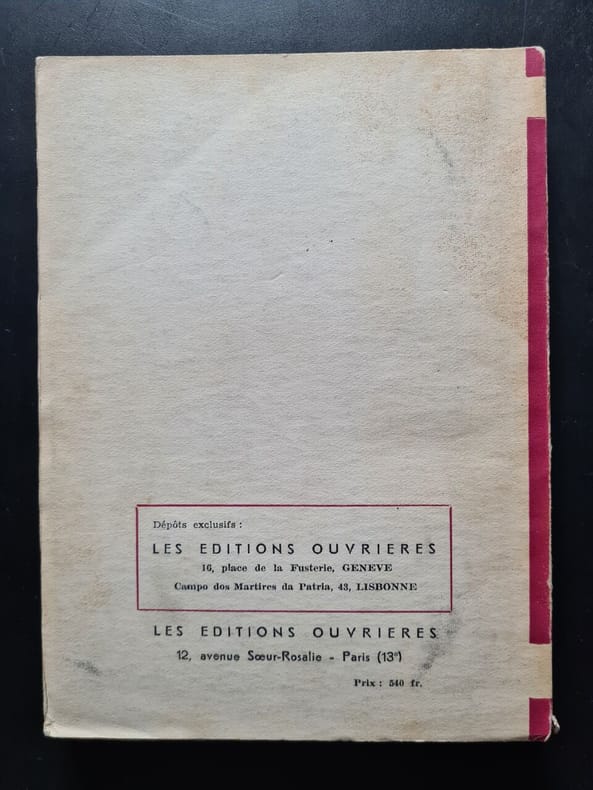 Dépôts exclusifs :
LES EDITIONS OUVRIERES
16, place de la Fusterie, GENEVE
Campo dos Martires da Patria, 43, LISBONNE
LES EDITIONS OUVRIERES
12, avenue Sœur-Rosalie - Paris (13e)
Prix : 540 fr.